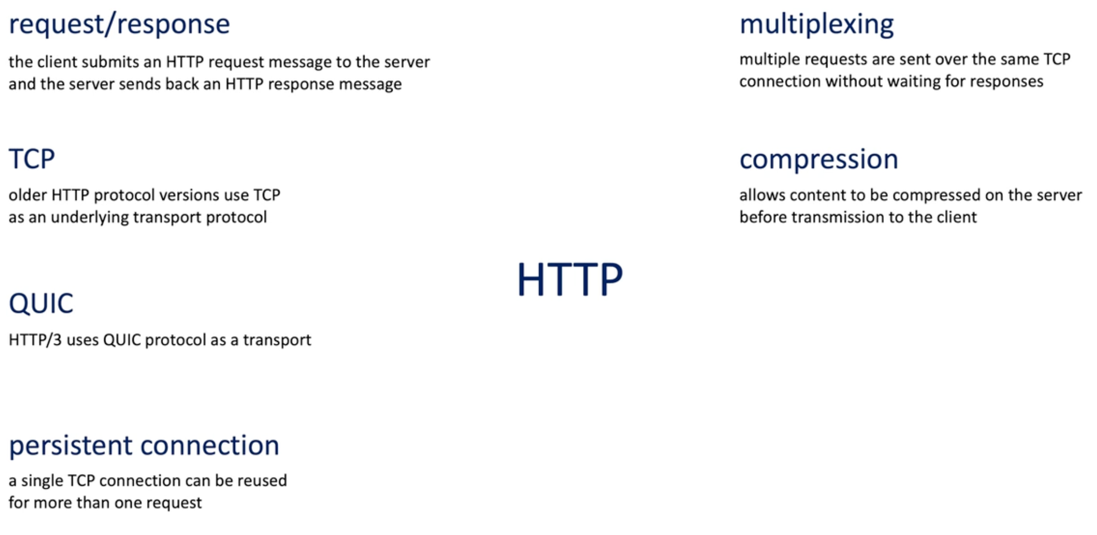 request/response
the client submits an HTTP request message to the server
and the server sends back an HTTP response message
TCP
older HTTP protocol versions use TCP
as an underlying transport protocol
QUIC
HTTP/3 uses QUIC protocol as a transport
persistent connection
a single TCP connection can be reused
for more than one request
HTTP
multiplexing
multiple requests are sent over the same TCP
connection without waiting for responses
compression
allows content to be compressed on the server
before transmission to the client